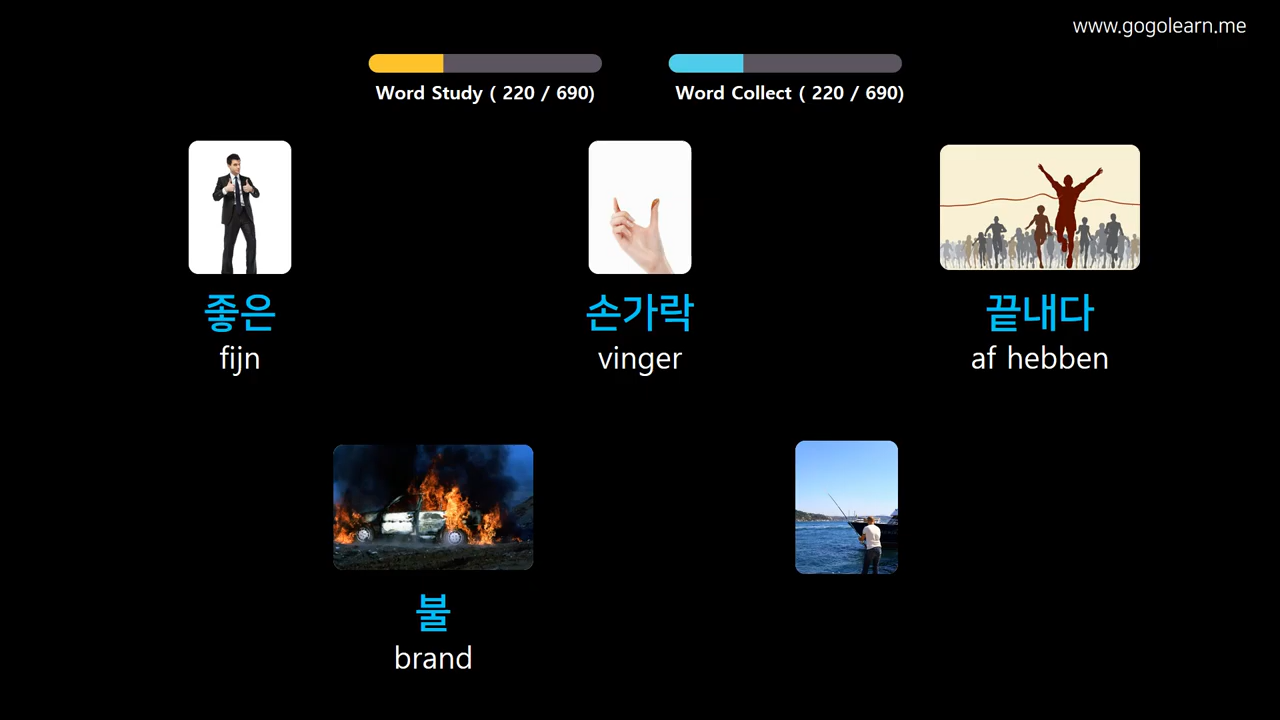 www.gogolearn.me
Word Study ( 220 / 690)
Word Collect ( 220 / 690)
좋은
fijn
손가락
vinger
끝내다
af hebben
불
brand